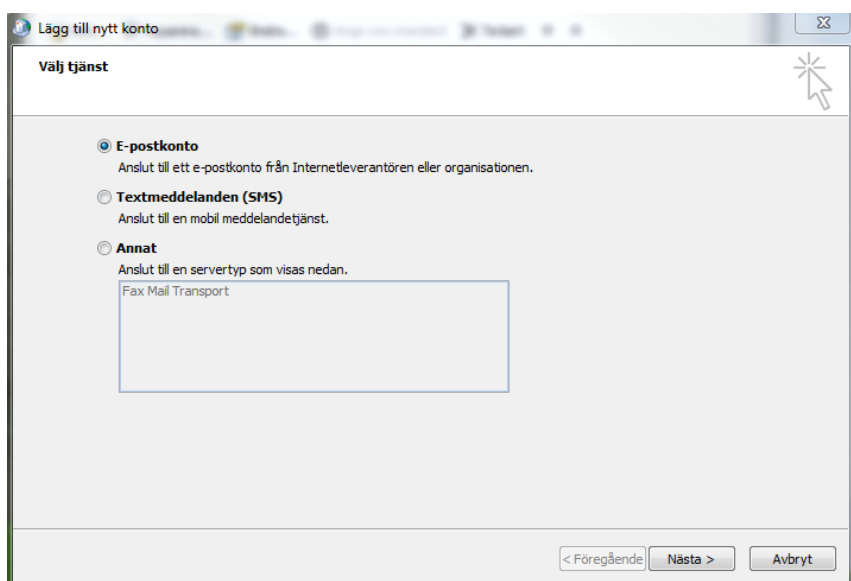 Lägg till nytt konto
Välj tjänst
E-postkonto
Anslut till ett e-postkonto från Internetleverantören eller organisationen.
Textmeddelanden (SMS)
Anslut till en mobil meddelandetjänst.
Annat
Anslut till en servertyp som visas nedan.
Fax Mail Transport
< Föregående Nästa > Avbryt